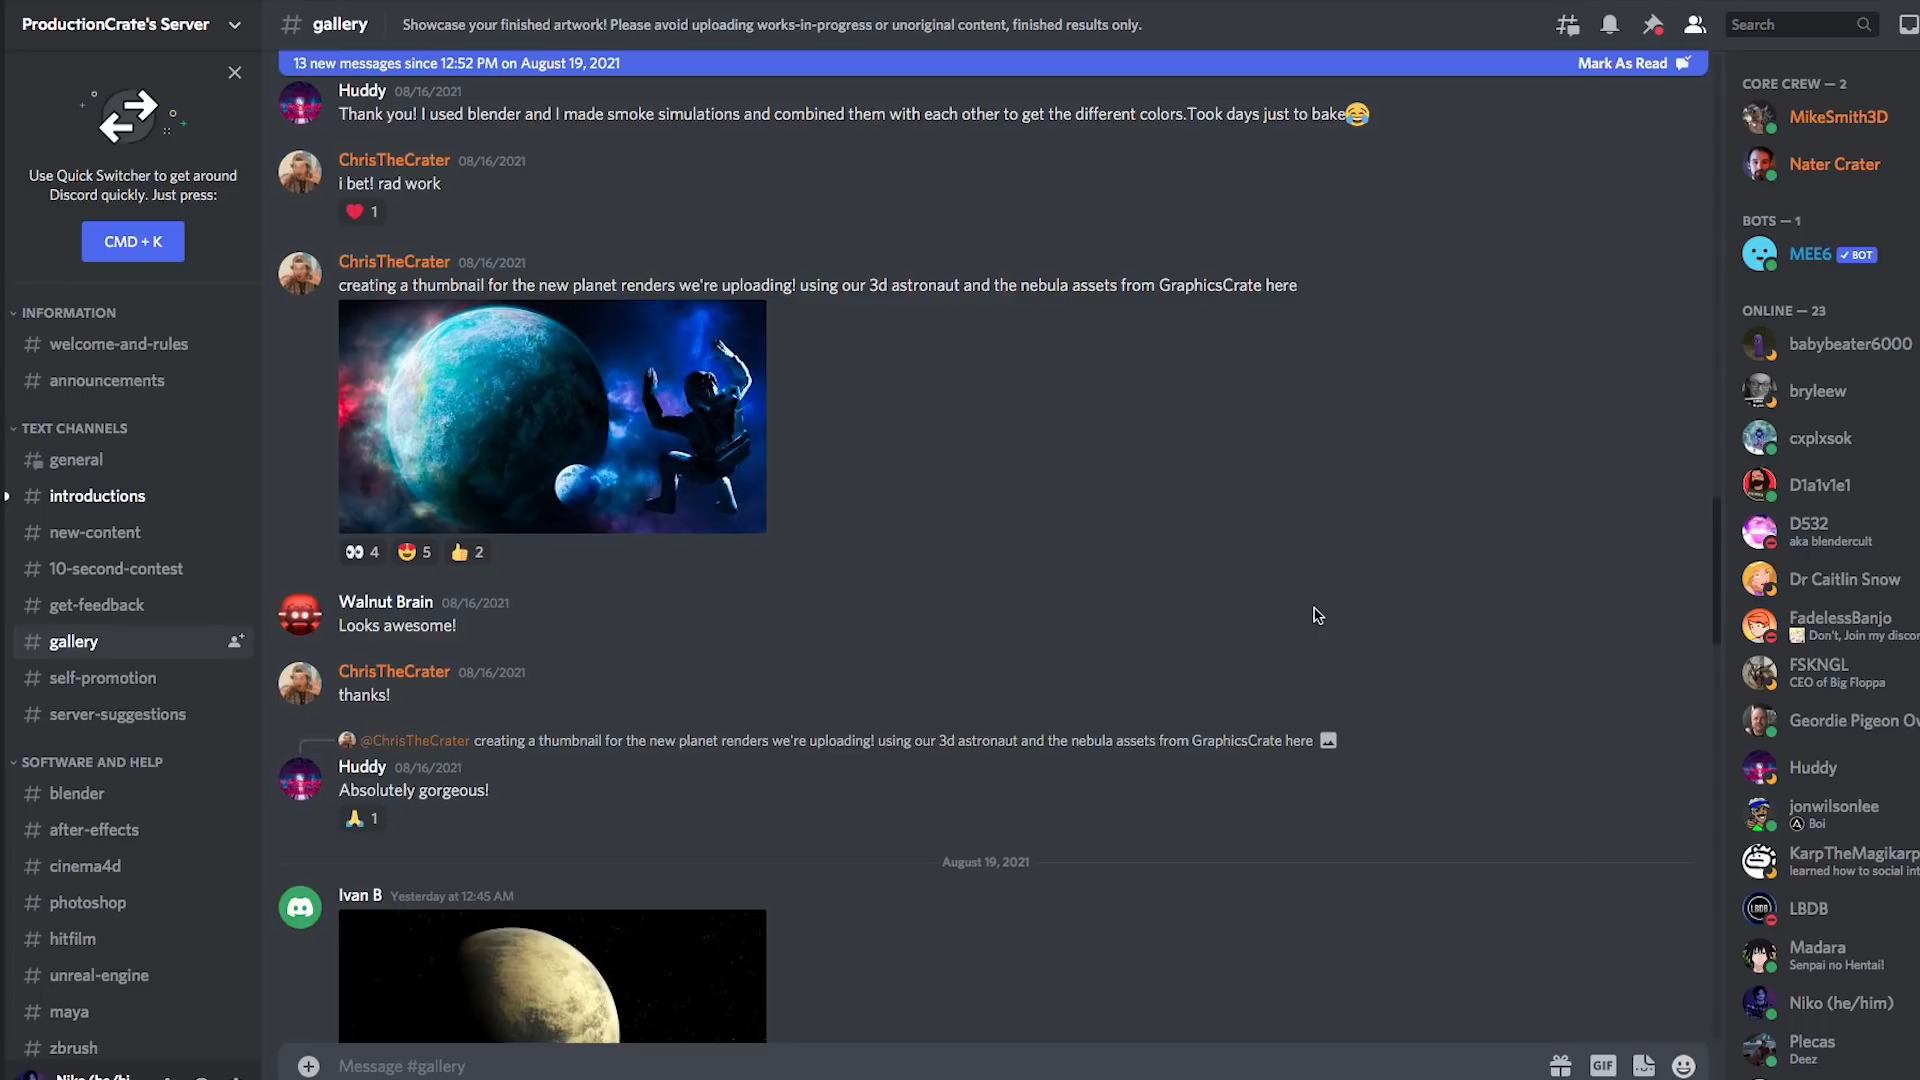 ProductionCrate's Server
Use Quick Switcher to get around
Discord quickly. Just press:
CMD + K
INFORMATION
welcome-and-rules
announcements
TEXT CHANNELS
general
introductions
new-content
10-second-contest
get-feedback
gallery
self-promotion
server-suggestions
SOFTWARE AND HELP
blender
after-effects
cinema4d
photoshop
hitfilm
unreal-engine
maya
zbrush
gallery
Showcase your finished artwork! Please avoid uploading works-in-progress or unoriginal content, finished results only.
Search
13 new messages since 12:52 PM on August 19, 2021
Mark As Read
Huddy 08/16/2021
Thank you! I used blender and I made smoke simulations and combined them with each other to get the different colors.Took days just to bake😂
ChrisTheCrater 08/16/2021
i bet! rad work
❤️ 1
ChrisTheCrater 08/16/2021
creating a thumbnail for the new planet renders we're uploading! using our 3d astronaut and the nebula assets from GraphicsCrate here
👀 4 😍 5 👍 2
Walnut Brain 08/16/2021
Looks awesome!
ChrisTheCrater 08/16/2021
thanks!
@ChrisTheCrater creating a thumbnail for the new planet renders we're uploading! using our 3d astronaut and the nebula assets from GraphicsCrate here
Huddy 08/16/2021
Absolutely gorgeous!
🙏 1
August 19, 2021
Ivan B Yesterday at 12:45 AM
Message #gallery
GIF
CORE CREW — 2
MikeSmith3D
Nater Crater
BOTS — 1
MEE6 ✓ BOT
ONLINE — 23
babybeater6000
bryleew
cxplxsok
D1a1v1e1
D532
aka blendercult
Dr Caitlin Snow
FadelessBanjo
Don't, Join my discor
FSKNGL
CEO of Big Floppa
Geordie Pigeon Ov
Huddy
jonwilsonlee
Boi
KarpTheMagikarp
learned how to social int
LBDB
LBDB
Madara
Senpai no Hentai!
Niko (he/him)
Plecas
Deez